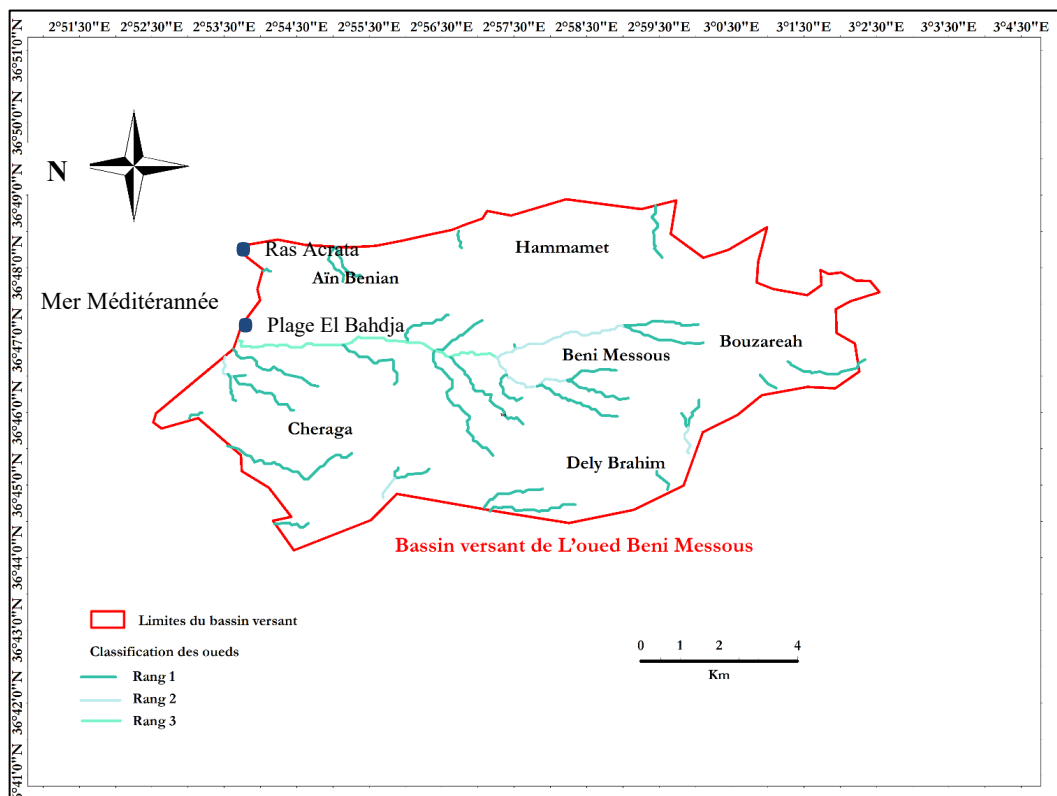 2°51'30"E 2°52'30"E 2°53'30"E 2°54'30"E 2°55'30"E 2°56'30"E 2°57'30"E 2°58'30"E 2°59'30"E 3°0'30"E 3°1'30"E 3°2'30"E 3°3'30"E 3°4'30"E
36°51'0"N
36°50'0"N
36°49'0"N
36°48'0"N
36°47'0"N
36°46'0"N
36°45'0"N
36°44'0"N
36°43'0"N
36°42'0"N
36°41'0"N
N
Hammamet
Ras Acrata
Aïn Benian
Mer Méditérannée
Plage El Bahdja
Bouzareah
Beni Messous
Cheraga
Dely Brahim
Bassin versant de L'oued Beni Messous
Limites du bassin versant
Classification des oueds
Rang 1
Rang 2
Rang 3
0 1 2 4
Km